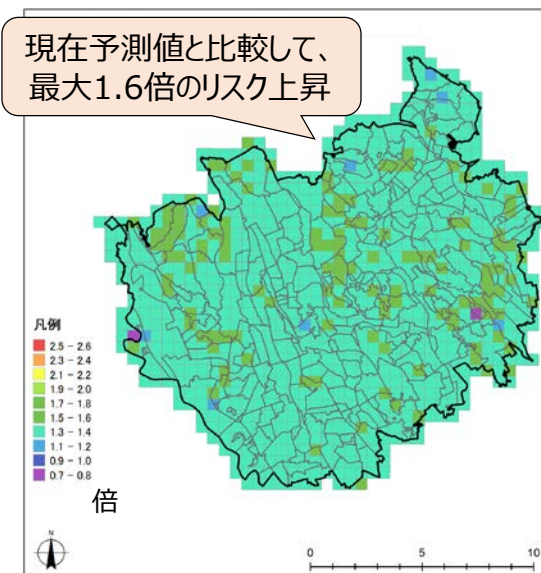 現在予測値と比較して、
最大1.6倍のリスク上昇
凡例
2.5 - 2.6
2.3 - 2.4
2.1 - 2.2
1.9 - 2.0
1.7 - 1.8
1.5 - 1.6
1.3 - 1.4
1.1 - 1.2
0.9 - 1.0
0.7 - 0.8
倍
N
0 5 10